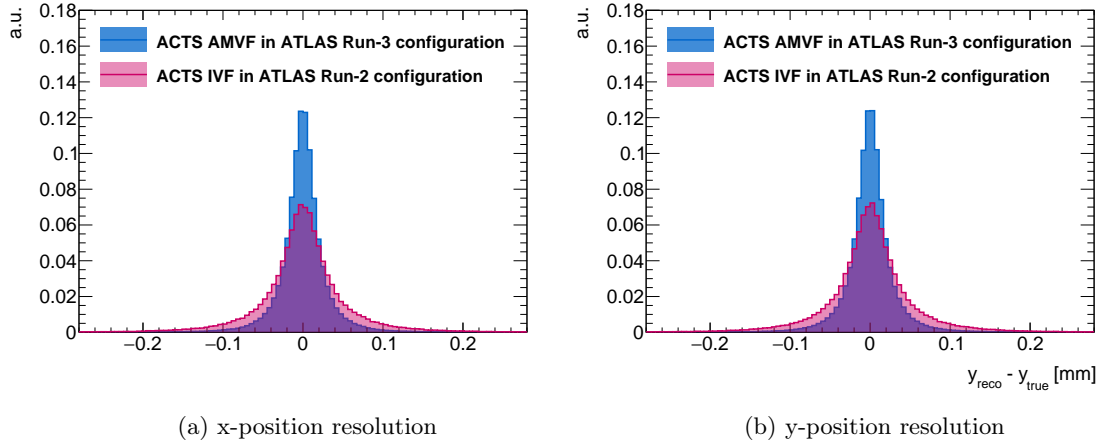 a.u.
0.18
0.16
0.14
0.12
0.1
0.08
0.06
0.04
0.02
0
−0.2 −0.1 0 0.1 0.2
ACTS AMVF in ATLAS Run-3 configuration
ACTS IVF in ATLAS Run-2 configuration
(a) x-position resolution
a.u.
0.18
0.16
0.14
0.12
0.1
0.08
0.06
0.04
0.02
0
−0.2 −0.1 0 0.1 0.2
ACTS AMVF in ATLAS Run-3 configuration
ACTS IVF in ATLAS Run-2 configuration
y_reco - y_true [mm]
(b) y-position resolution